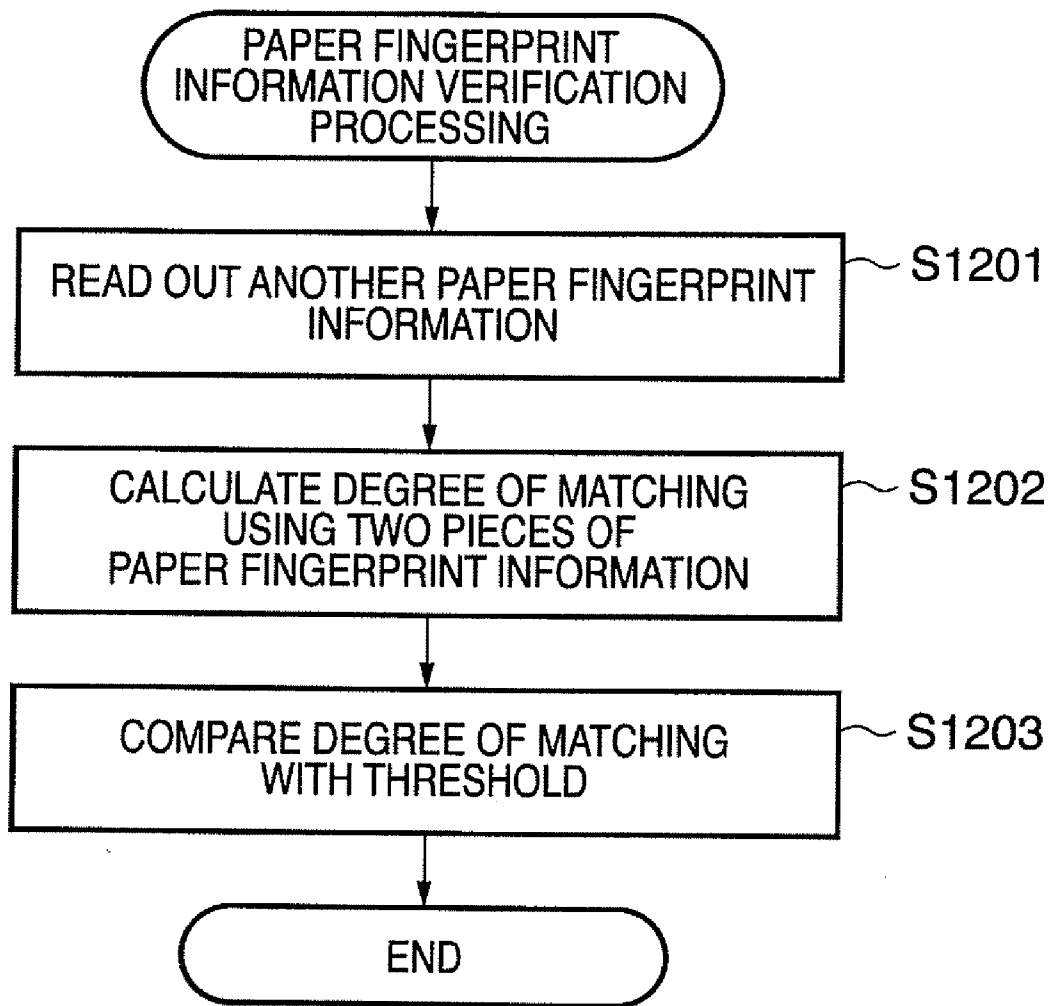 PAPER FINGERPRINT
INFORMATION VERIFICATION
PROCESSING
READ OUT ANOTHER PAPER FINGERPRINT
INFORMATION
S1201
CALCULATE DEGREE OF MATCHING
USING TWO PIECES OF
PAPER FINGERPRINT INFORMATION
S1202
COMPARE DEGREE OF MATCHING
WITH THRESHOLD
S1203
END